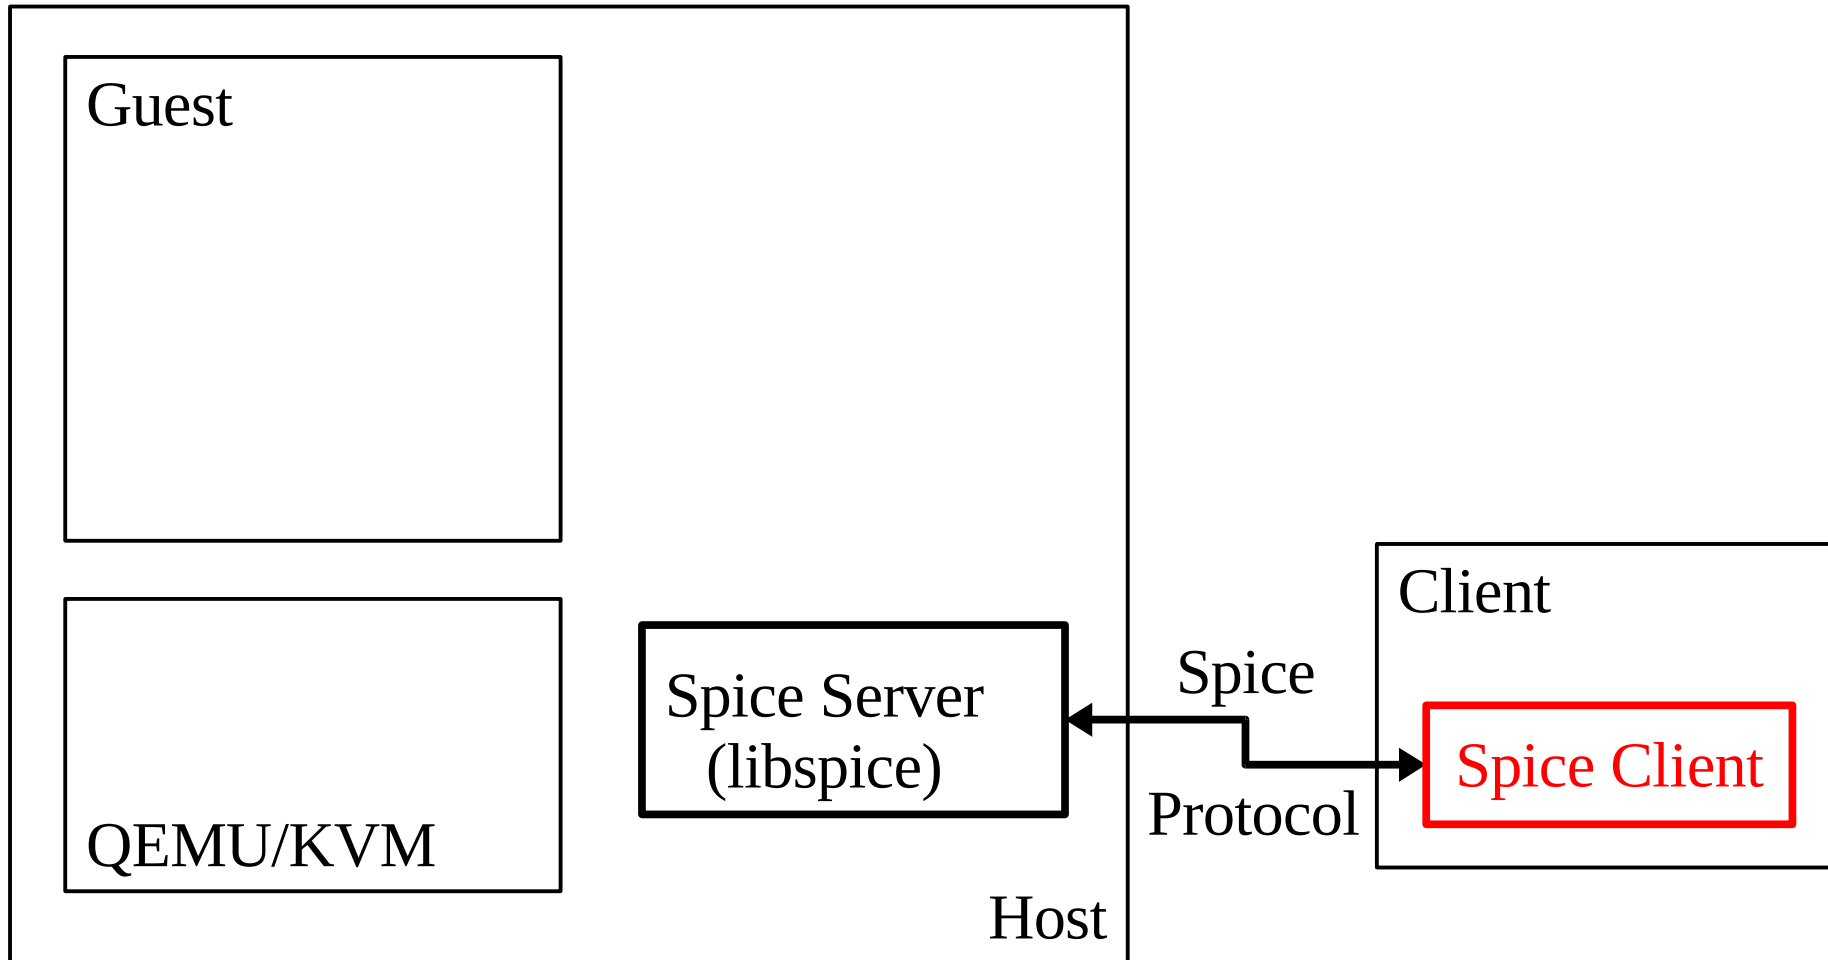 Guest
QEMU/KVM
Spice Server
(libspice)
Host
Spice
Protocol
Client
Spice Client